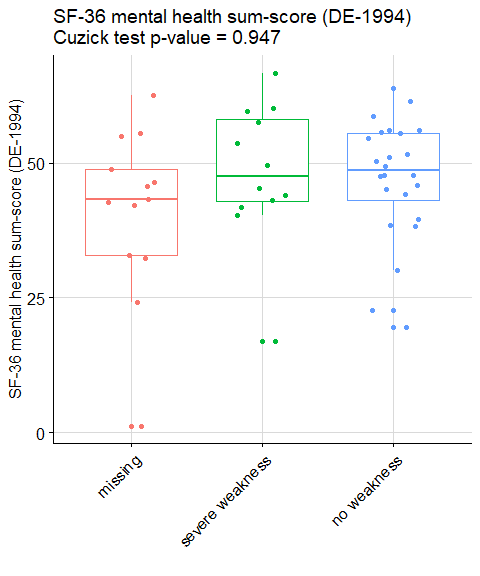 SF-36 mental health sum-score (DE-1994)
Cuzick test p-value = 0.947
SF-36 mental health sum-score (DE-1994)
50
25
0
missing
severe weakness
no weakness